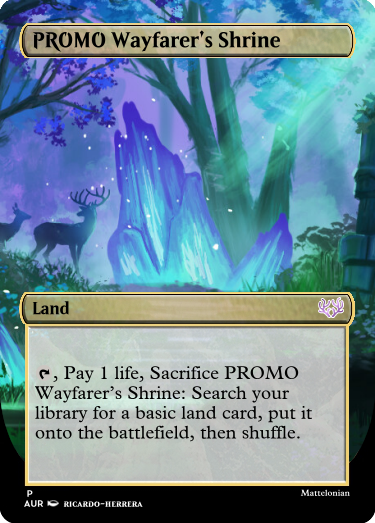 PROMO Wayfarer's Shrine
Land
, Pay 1 life, Sacrifice PROMO
Wayfarer's Shrine: Search your
library for a basic land card, put it
onto the battlefield, then shuffle.
P
Mattelonian
AUR RICARDO-HERRERA